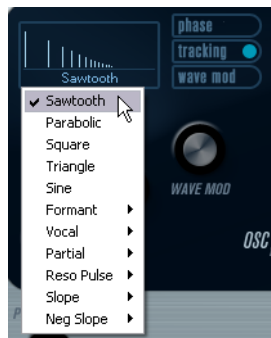 phase
tracking
wave mod
Sawtooth
Sawtooth
Parabolic
Square
Triangle
Sine
Formant
Vocal
Partial
Reso Pulse
Slope
Neg Slope
WAVE MOD
OSC
P